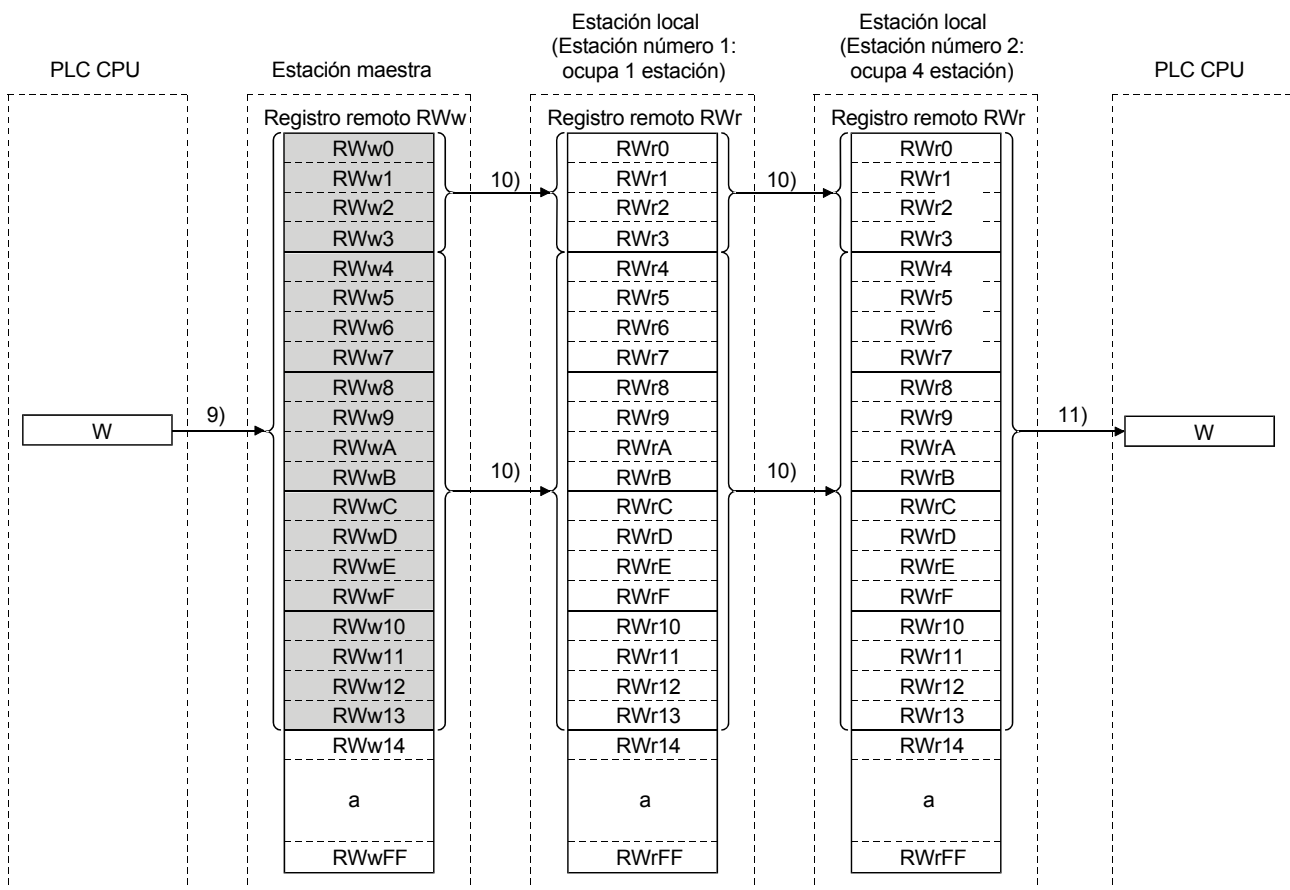 Estación local
(Estación número 1:
ocupa 1 estación)
Estación local
(Estación número 2:
ocupa 4 estación)
PLC CPU
Estación maestra
PLC CPU
Registro remoto RWw
Registro remoto RWr
Registro remoto RWr
RWw0
RWw1
RWw2
RWw3
RWw4
RWw5
RWw6
RWw7
RWw8
RWw9
RWwA
RWwB
RWwC
RWwD
RWwE
RWwF
RWw10
RWw11
RWw12
RWw13
RWw14
a
RWwFF
RWr0
RWr1
RWr2
RWr3
RWr4
RWr5
RWr6
RWr7
RWr8
RWr9
RWrA
RWrB
RWrC
RWrD
RWrE
RWrF
RWr10
RWr11
RWr12
RWr13
RWr14
a
RWrFF
RWr0
RWr1
RWr2
RWr3
RWr4
RWr5
RWr6
RWr7
RWr8
RWr9
RWrA
RWrB
RWrC
RWrD
RWrE
RWrF
RWr10
RWr11
RWr12
RWr13
RWr14
a
RWrFF
W
9)
10)
10)
10)
10)
11)
W